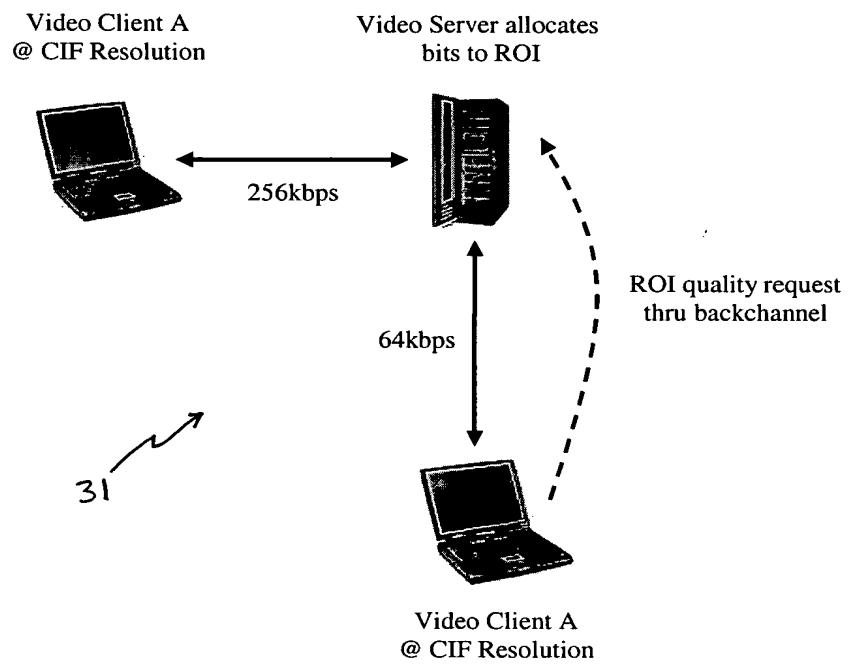 Video Client A
@ CIF Resolution
Video Server allocates
bits to ROI
256kbps
ROI quality request
thru backchannel
64kbps
31
Video Client A
@ CIF Resolution